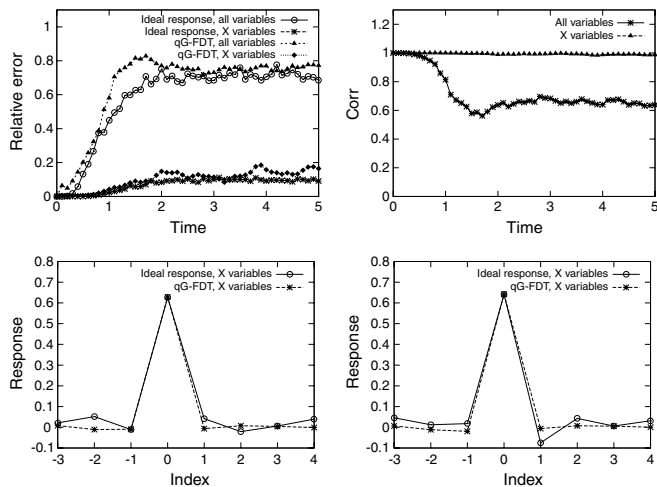 Ideal response, all variables
Ideal response, X variables
qG-FDT, all variables
qG-FDT, X variables
Relative error
1
0.8
0.6
0.4
0.2
0
0 1 2 3 4 5
Time
All variables
X variables
Corr
1.2
1
0.8
0.6
0.4
0.2
0
0 1 2 3 4 5
Time
Ideal response, X variables
qG-FDT, X variables
Response
0.8
0.7
0.6
0.5
0.4
0.3
0.2
0.1
0
-0.1
-3 -2 -1 0 1 2 3 4
Index
Ideal response, X variables
qG-FDT, X variables
Response
0.8
0.7
0.6
0.5
0.4
0.3
0.2
0.1
0
-0.1
-3 -2 -1 0 1 2 3 4
Index